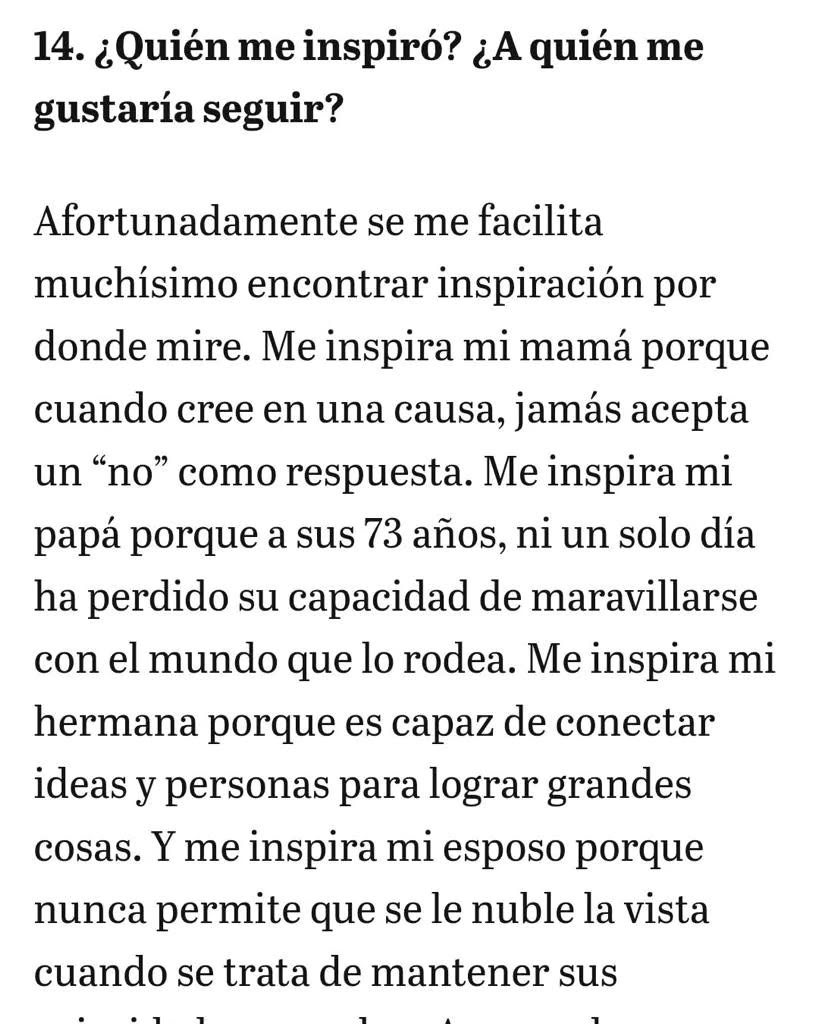 14. ¿Quién me inspiró? ¿A quién me
gustaría seguir?
Afortunadamente se me facilita
muchísimo encontrar inspiración por
donde mire. Me inspira mi mamá porque
cuando cree en una causa, jamás acepta
un “no” como respuesta. Me inspira mi
papá porque a sus 73 años, ni un solo día
ha perdido su capacidad de maravillarse
con el mundo que lo rodea. Me inspira mi
hermana porque es capaz de conectar
ideas y personas para lograr grandes
cosas. Y me inspira mi esposo porque
nunca permite que se le nuble la vista
cuando se trata de mantener sus